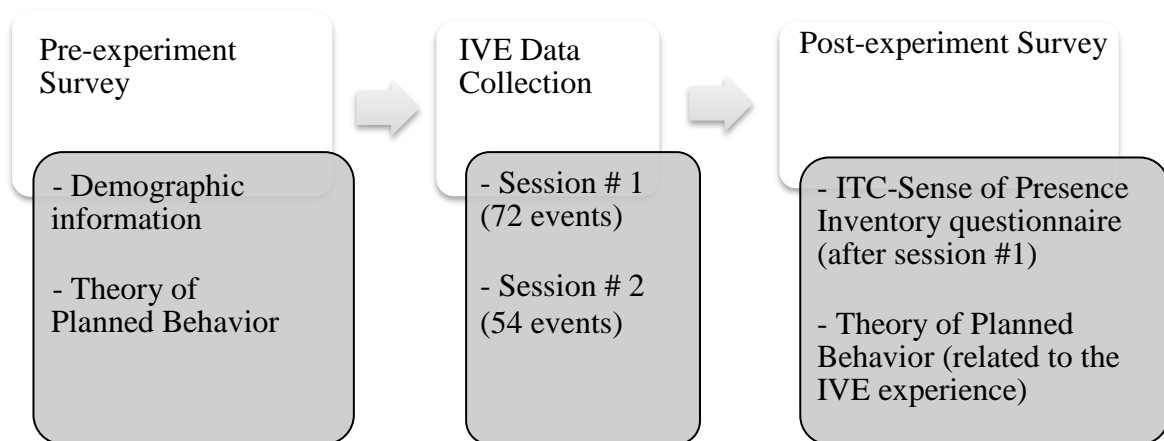 Pre-experiment
Survey
- Demographic
information
- Theory of
Planned Behavior
IVE Data
Collection
- Session # 1
(72 events)
- Session # 2
(54 events)
Post-experiment Survey
- ITC-Sense of Presence
Inventory questionnaire
(after session #1)
- Theory of Planned
Behavior (related to the
IVE experience)